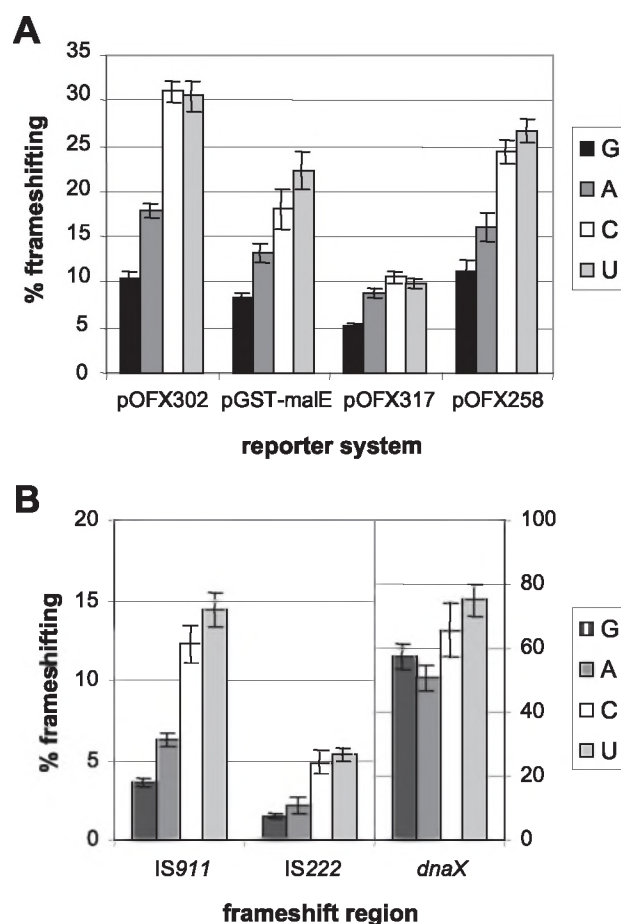 A
35
30
25
20
15
10
5
0
% ftrameshifting
pOFX302 pGST-malE pOFX317 pOFX258
reporter system
G
A
C
U
B
20
15
10
5
0
% frameshifting
100
80
60
40
20
0
IS911 IS222 dnaX
frameshift region
G
A
C
U